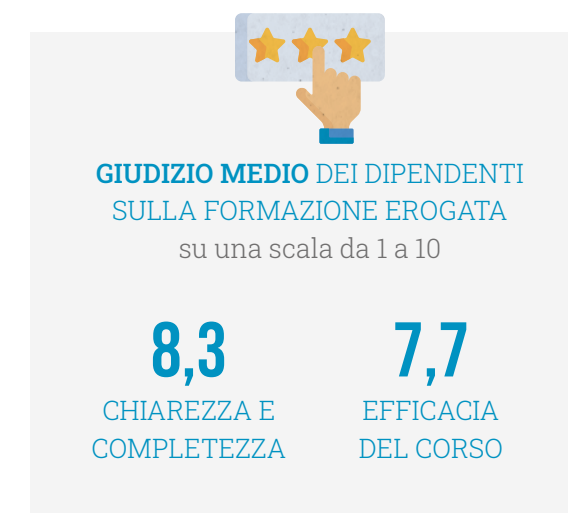 GIUDIZIO MEDIO DEI DIPENDENTI
SULLA FORMAZIONE EROGATA
su una scala da 1 a 10
8,3
CHIAREZZA E
COMPLETEZZA
7,7
EFFICACIA
DEL CORSO